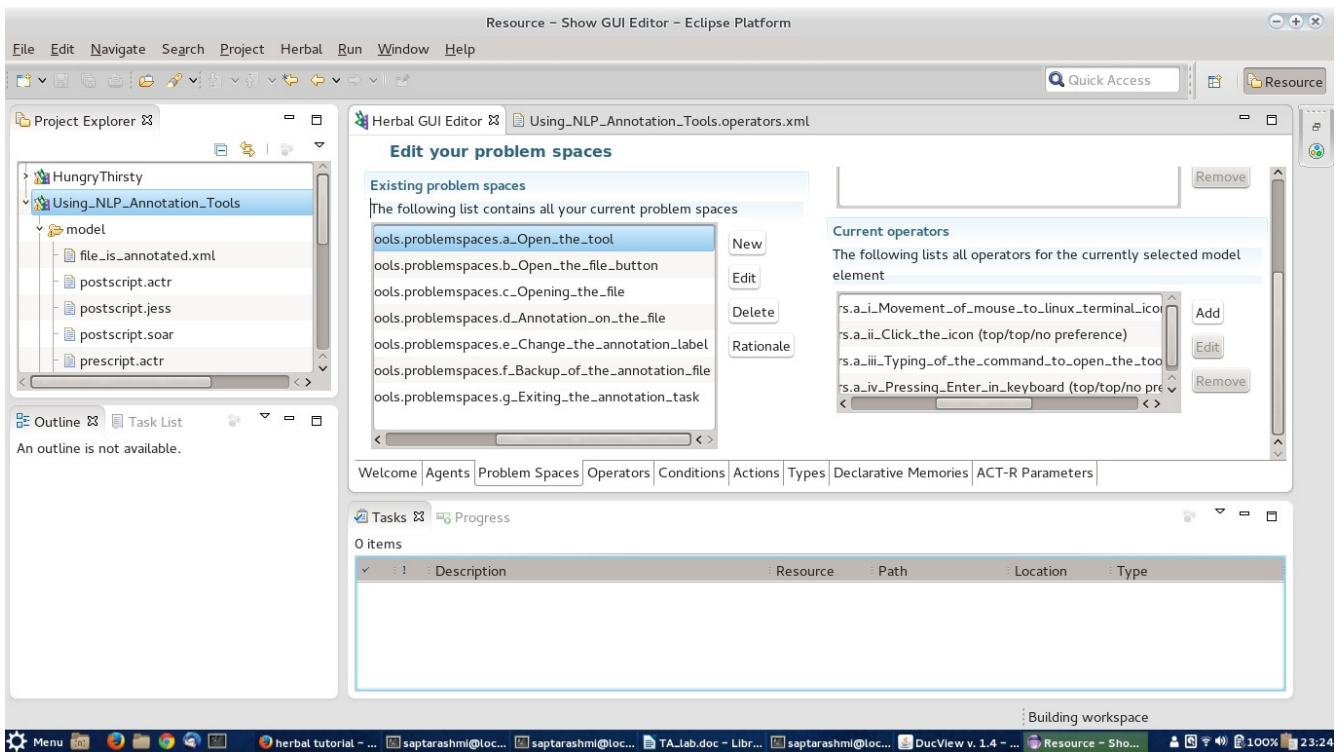 Resource – Show GUI Editor – Eclipse Platform
File Edit Navigate Search Project Herbal Run Window Help
Quick Access
Resource
Project Explorer
HungryThirsty
Using_NLP_Annotation_Tools
model
file_is_annotated.xml
postscript.actr
postscript.jess
postscript.soar
prescript.actr
Outline Task List
An outline is not available.
Herbal GUI Editor Using_NLP_Annotation_Tools.operators.xml
Edit your problem spaces
Existing problem spaces
The following list contains all your current problem spaces
ools.problemspaces.a_Open_the_tool
ools.problemspaces.b_Open_the_file_button
ools.problemspaces.c_Opening_the_file
ools.problemspaces.d_Annotation_on_the_file
ools.problemspaces.e_Change_the_annotation_label
ools.problemspaces.f_Backup_of_the_annotation_file
ools.problemspaces.g_Exiting_the_annotation_task
New
Edit
Delete
Rationale
Remove
Current operators
The following lists all operators for the currently selected model
element
rs.a_i_Movement_of_mouse_to_linux_terminal_ico
rs.a_ii_Click_the_icon (top/top/no preference)
rs.a_iii_Typing_of_the_command_to_open_the_too
rs.a_iv_Pressing_Enter_in_keyboard (top/top/no pre
Add
Edit
Remove
Welcome Agents Problem Spaces Operators Conditions Actions Types Declarative Memories ACT-R Parameters
Tasks Progress
0 items
! Description Resource Path Location Type
Building workspace
Menu herbal tutorial – ... saptarashmi@loc... saptarashmi@loc... TA_lab.doc – Libr... saptarashmi@loc... DucView v. 1.4 – ... Resource – Sho... 100% 23:24